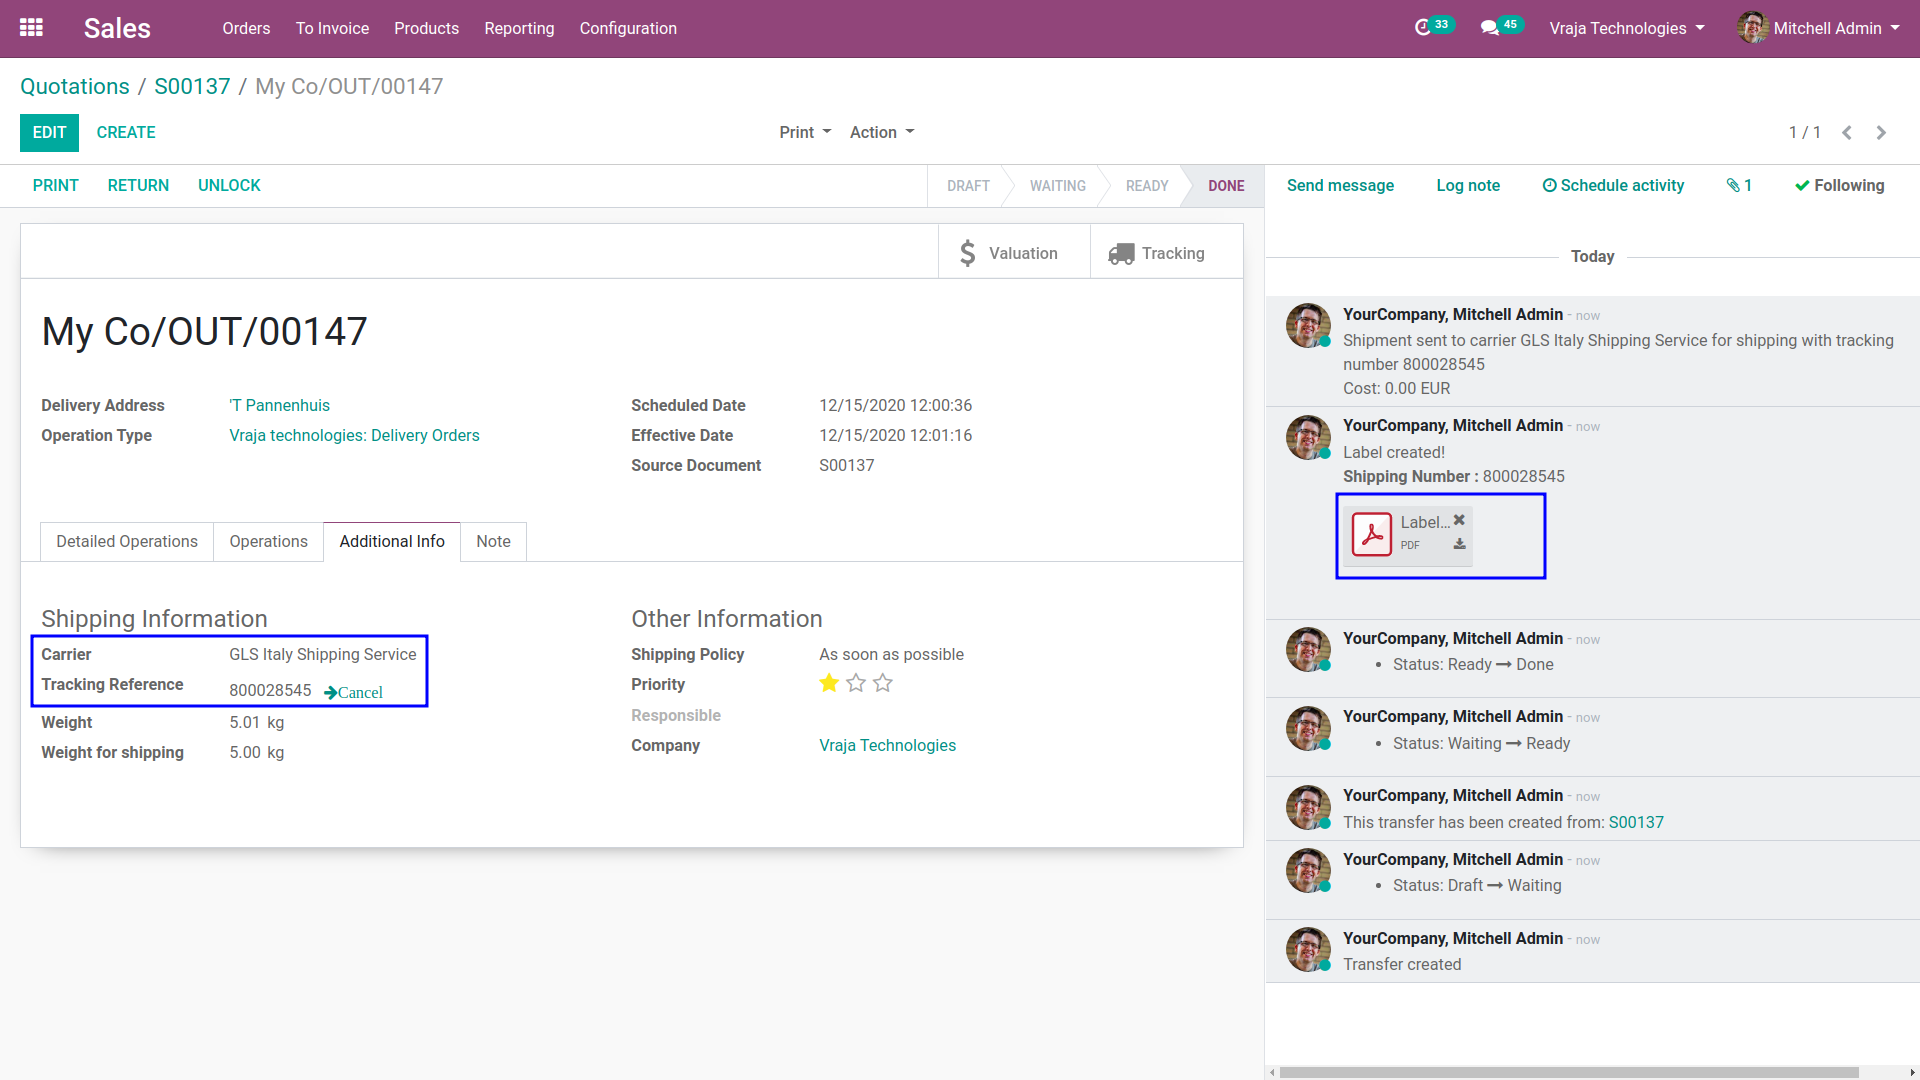 Sales Orders To Invoice Products Reporting Configuration 33 45 Vraja Technologies Mitchell Admin
Quotations / S00137 / My Co/OUT/00147
EDIT CREATE Print Action 1 / 1
PRINT RETURN UNLOCK DRAFT WAITING READY DONE
Valuation Tracking
My Co/OUT/00147
Delivery Address 'T Pannenhuis
Operation Type Vraja technologies: Delivery Orders
Scheduled Date 12/15/2020 12:00:36
Effective Date 12/15/2020 12:01:16
Source Document S00137
Detailed Operations Operations Additional Info Note
Shipping Information
Carrier GLS Italy Shipping Service
Tracking Reference 800028545 Cancel
Weight 5.01 kg
Weight for shipping 5.00 kg
Other Information
Shipping Policy As soon as possible
Priority
Responsible
Company Vraja Technologies
Send message Log note Schedule activity 1 Following
Today
YourCompany, Mitchell Admin - now
Shipment sent to carrier GLS Italy Shipping Service for shipping with tracking
number 800028545
Cost: 0.00 EUR
YourCompany, Mitchell Admin - now
Label created!
Shipping Number : 800028545
Label...
PDF
YourCompany, Mitchell Admin - now
• Status: Ready → Done
YourCompany, Mitchell Admin - now
• Status: Waiting → Ready
YourCompany, Mitchell Admin - now
This transfer has been created from: S00137
YourCompany, Mitchell Admin - now
• Status: Draft → Waiting
YourCompany, Mitchell Admin - now
Transfer created